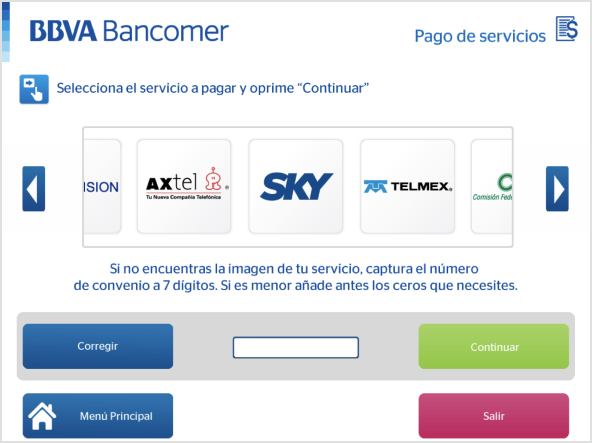 BBVA Bancomer
Pago de servicios
Selecciona el servicio a pagar y oprime “Continuar”
ISION
AXtel
Tu Nueva Compañía Telefónica
SKY
TELMEX
Comisión Fede
Si no encuentras la imagen de tu servicio, captura el número
de convenio a 7 dígitos. Si es menor añade antes los ceros que necesites.
Corregir
Continuar
Menú Principal
Salir